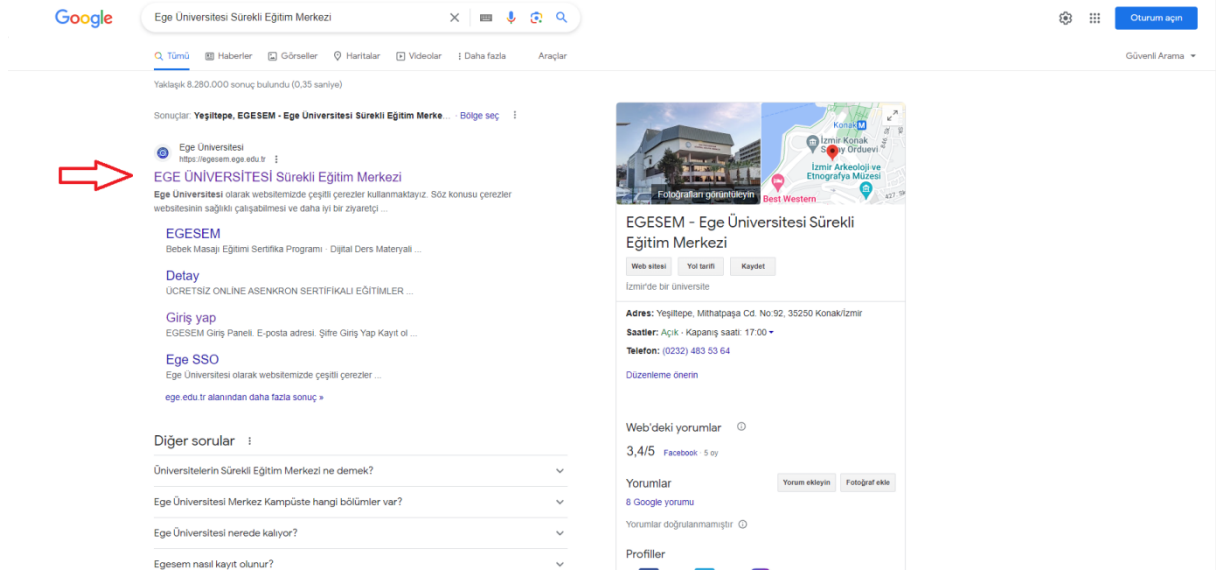 Google
Ege Üniversitesi Sürekli Eğitim Merkezi
Oturum açın
Tümü
Haberler
Görseller
Haritalar
Videolar
Daha fazla
Araçlar
Güvenli Arama
Yaklaşık 8.280.000 sonuç bulundu (0,35 saniye)
Sonuçlar: Yeşiltepe, EGESEM - Ege Üniversitesi Sürekli Eğitim Merke... · Bölge seç
Ege Üniversitesi
https://egesem.ege.edu.tr
EGE ÜNİVERSİTESİ Sürekli Eğitim Merkezi
Ege Üniversitesi olarak websitemizde çeşitli çerezler kullanmaktayız. Söz konusu çerezler
websitesinin sağlıklı çalışabilmesi ve daha iyi bir ziyaretçi ...
EGESEM
Bebek Masajı Eğitimi Sertifika Programı · Dijital Ders Materyali ...
Detay
ÜCRETSİZ ONLİNE ASENKRON SERTİFİKALI EĞİTİMLER ...
Giriş yap
EGESEM Giriş Paneli. E-posta adresi. Şifre Giriş Yap Kayıt ol ...
Ege SSO
Ege Üniversitesi olarak websitemizde çeşitli çerezler ...
ege.edu.tr alanından daha fazla sonuç »
Diğer sorular
Üniversitelerin Sürekli Eğitim Merkezi ne demek?
Ege Üniversitesi Merkez Kampüste hangi bölümler var?
Ege Üniversitesi nerede kalıyor?
Egesem nasıl kayıt olunur?
Fotoğrafları görüntüleyin
Konak
İzmir Konak
Orduevi
İzmir Arkeoloji ve
Etnografya Müzesi
Best Western
EGESEM - Ege Üniversitesi Sürekli
Eğitim Merkezi
Web sitesi
Yol tarifi
Kaydet
İzmir'de bir üniversite
Adres: Yeşiltepe, Mithatpaşa Cd. No:92, 35250 Konak/İzmir
Saatler: Açık · Kapanış saati: 17:00
Telefon: (0232) 483 53 64
Düzenleme önerin
Web'deki yorumlar
3,4/5 Facebook · 5 oy
Yorumlar
Yorum ekleyin
Fotoğraf ekle
8 Google yorumu
Yorumlar doğrulanmamıştır
Profiller